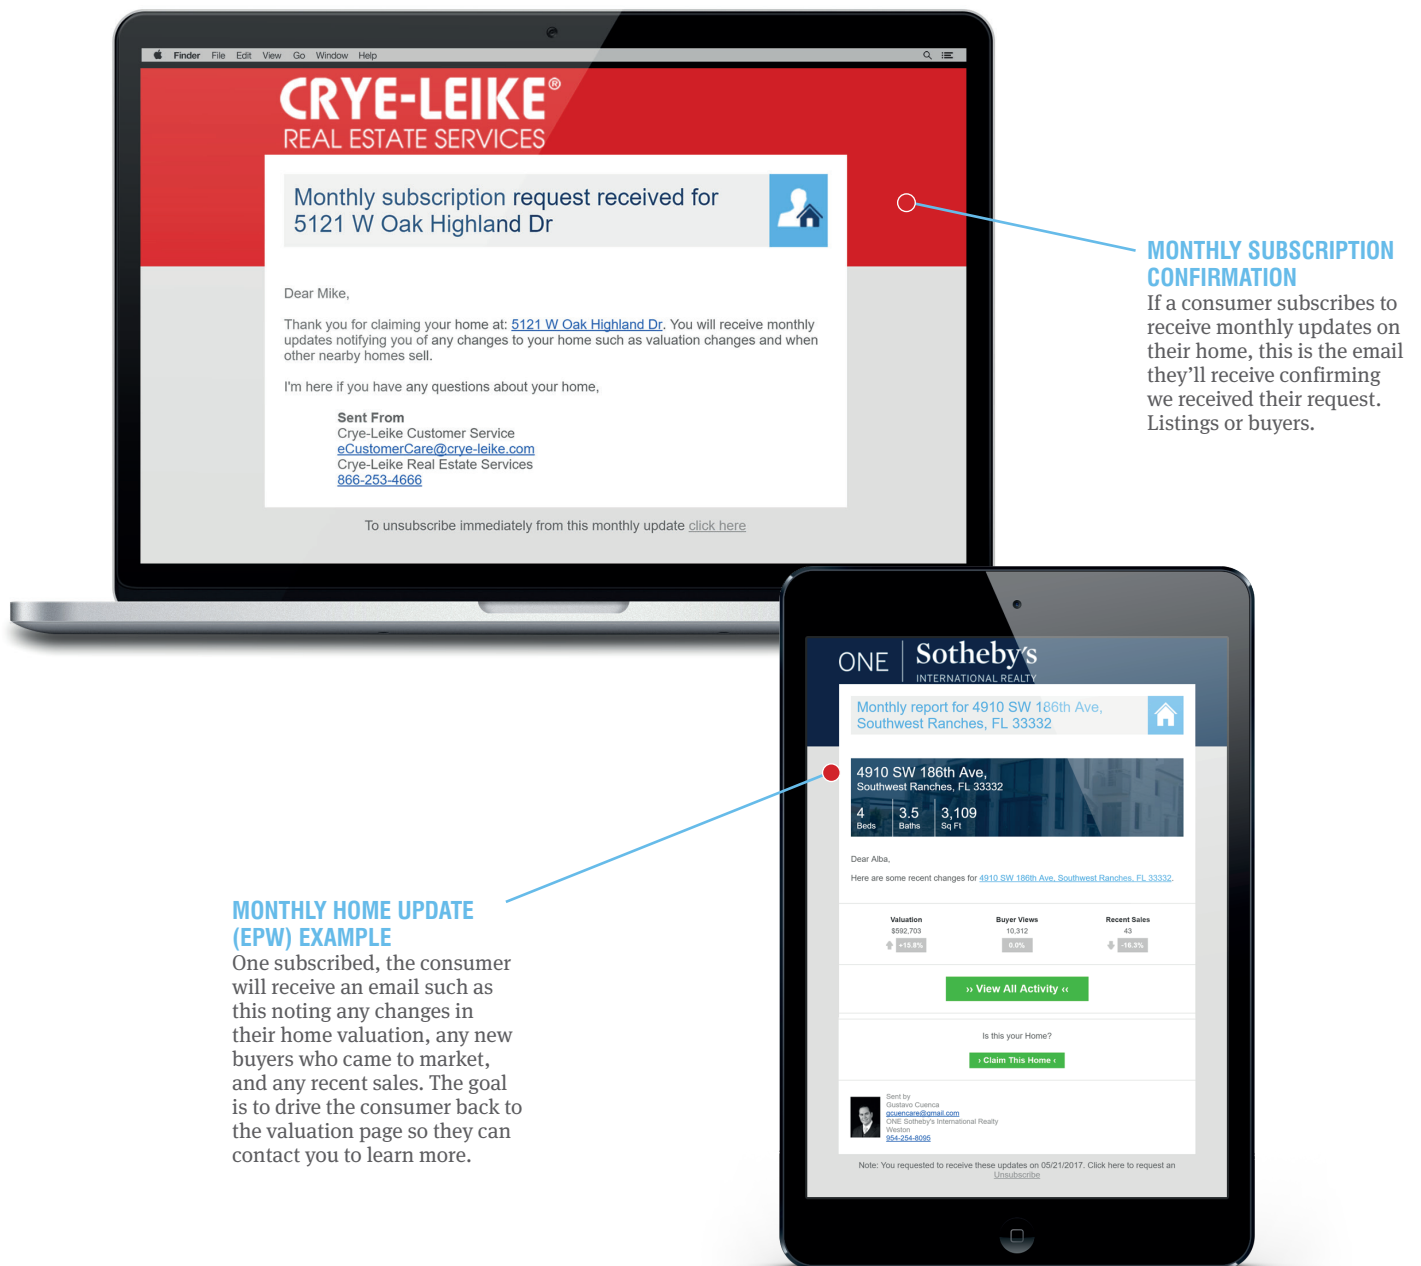 Finder File Edit View Go Window Help
CRYE-LEIKE®
REAL ESTATE SERVICES
Monthly subscription request received for
5121 W Oak Highland Dr
Dear Mike,
Thank you for claiming your home at: 5121 W Oak Highland Dr. You will receive monthly
updates notifying you of any changes to your home such as valuation changes and when
other nearby homes sell.
I'm here if you have any questions about your home,
Sent From
Crye-Leike Customer Service
eCustomerCare@crye-leike.com
Crye-Leike Real Estate Services
866-253-4666
To unsubscribe immediately from this monthly update click here
MONTHLY SUBSCRIPTION
CONFIRMATION
If a consumer subscribes to
receive monthly updates on
their home, this is the email
they’ll receive confirming
we received their request.
Listings or buyers.
ONE Sotheby's
INTERNATIONAL REALTY
Monthly report for 4910 SW 186th Ave,
Southwest Ranches, FL 33332
4910 SW 186th Ave,
Southwest Ranches, FL 33332
4 3.5 3,109
Beds Baths Sq Ft
Dear Alba,
Here are some recent changes for 4910 SW 186th Ave, Southwest Ranches, FL 33332.
Valuation Buyer Views Recent Sales
$592,703 10,312 43
+10.8% 0.0% -16.3%
›› View All Activity ‹‹
Is this your Home?
› Claim This Home ‹
Sent by
Gustavo Cuenca
gcuencare@gmail.com
ONE Sotheby's International Realty
Weston
954-254-8095
Note: You requested to receive these updates on 05/21/2017. Click here to request an
Unsubscribe
MONTHLY HOME UPDATE
(EPW) EXAMPLE
One subscribed, the consumer
will receive an email such as
this noting any changes in
their home valuation, any new
buyers who came to market,
and any recent sales. The goal
is to drive the consumer back to
the valuation page so they can
contact you to learn more.